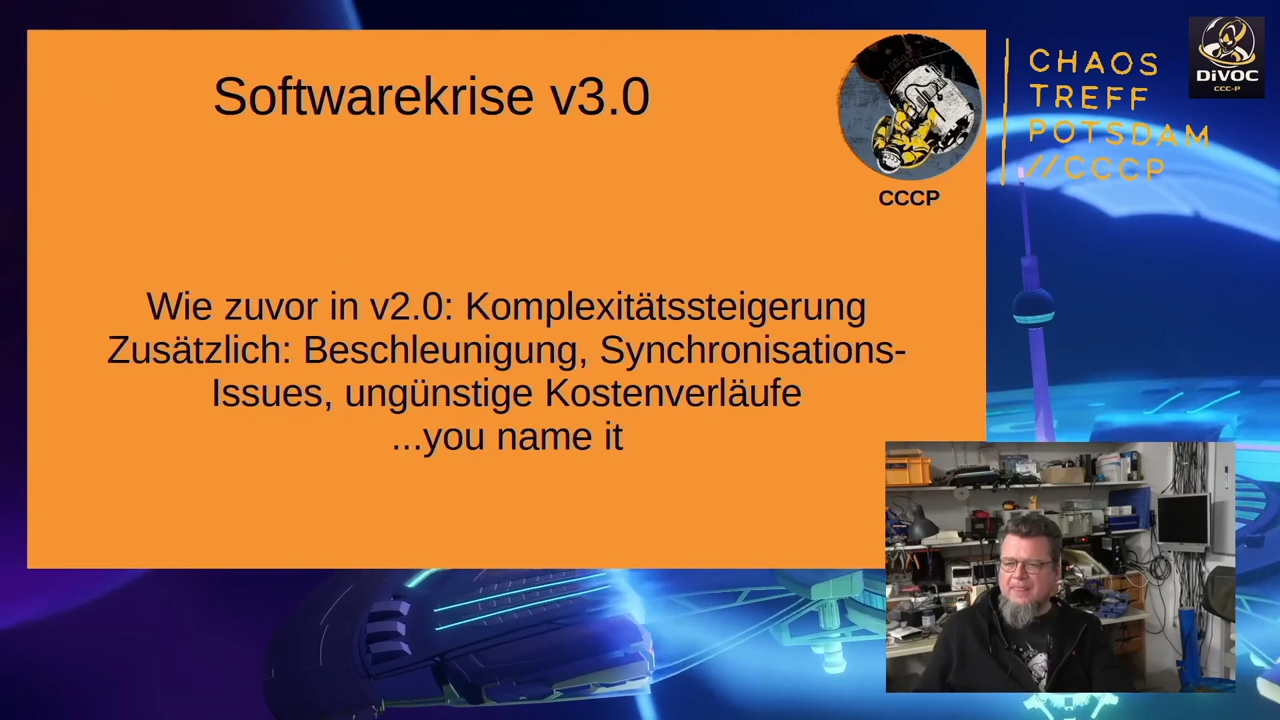 Softwarekrise v3.0
CCCP
Wie zuvor in v2.0: Komplexitätssteigerung
Zusätzlich: Beschleunigung, Synchronisations-
Issues, ungünstige Kostenverläufe
...you name it
CHAOS
TREFF
POTSDAM
//CCCP
DiVOC
CCC-P